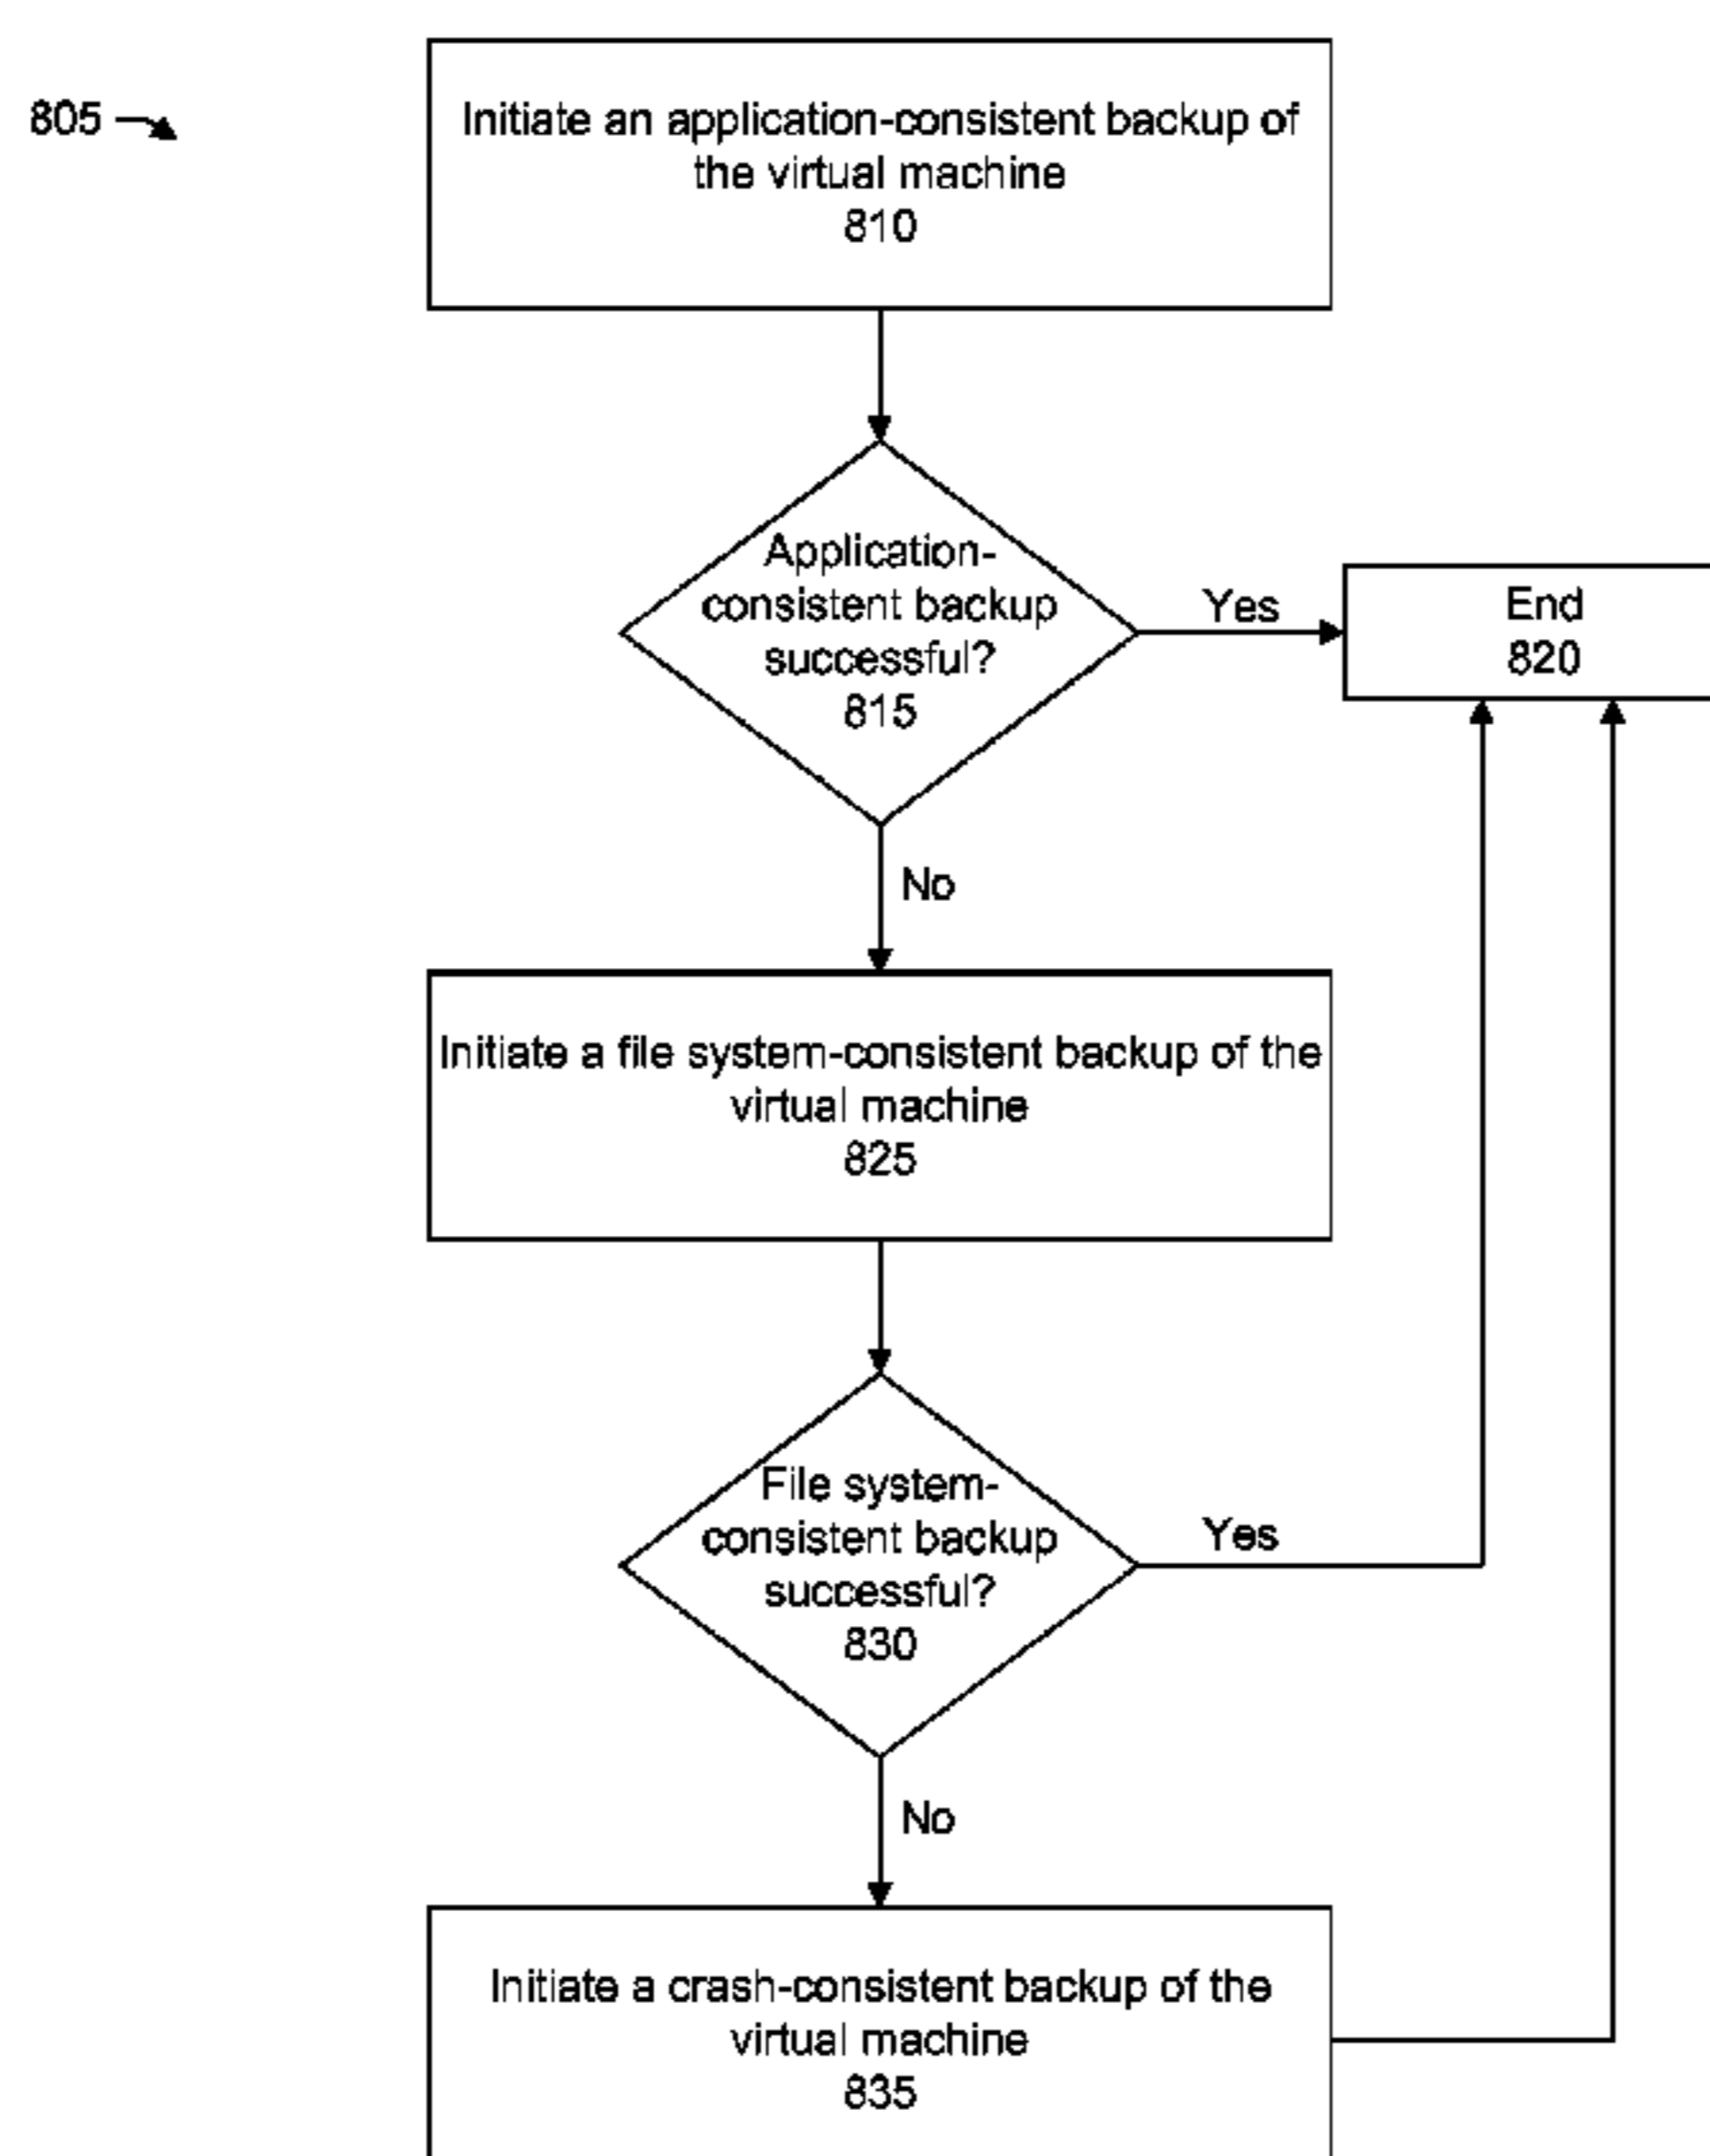 805
Initiate an application-consistent backup of
the virtual machine
810
Application-
consistent backup
successful?
815
Yes
End
820
No
Initiate a file system-consistent backup of the
virtual machine
825
File system-
consistent backup
successful?
830
Yes
No
Initiate a crash-consistent backup of the
virtual machine
835